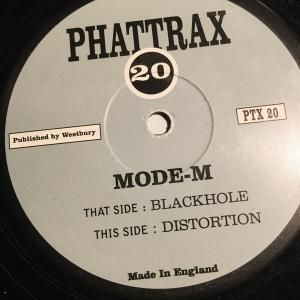 PHATTRAX
20
Published by Westbury
PTX 20
MODE-M
THAT SIDE : BLACKHOLE
THIS SIDE : DISTORTION
Made In England